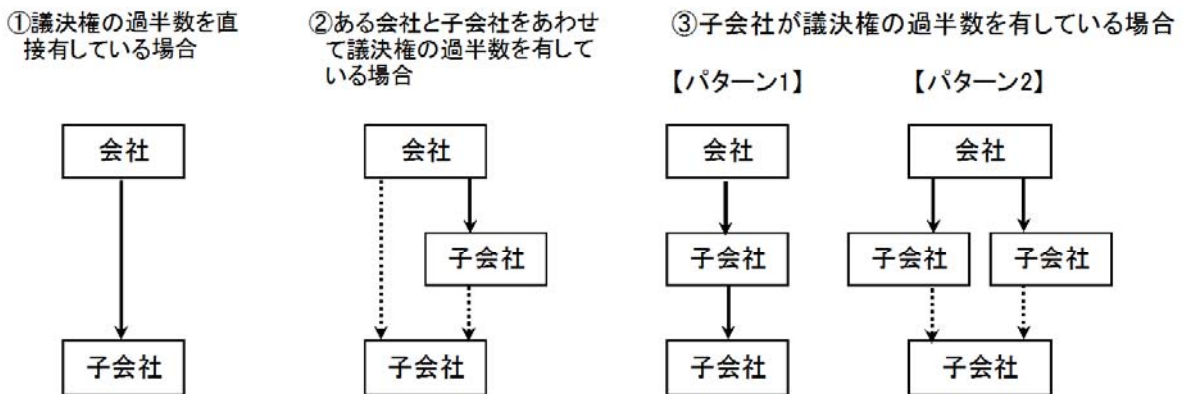 ①議決権の過半数を直
接有している場合
②ある会社と子会社をあわせ
て議決権の過半数を有して
いる場合
③子会社が議決権の過半数を有している場合
【パターン1】
【パターン2】
会社
子会社
会社
子会社
子会社
会社
子会社
子会社
会社
子会社
子会社
子会社